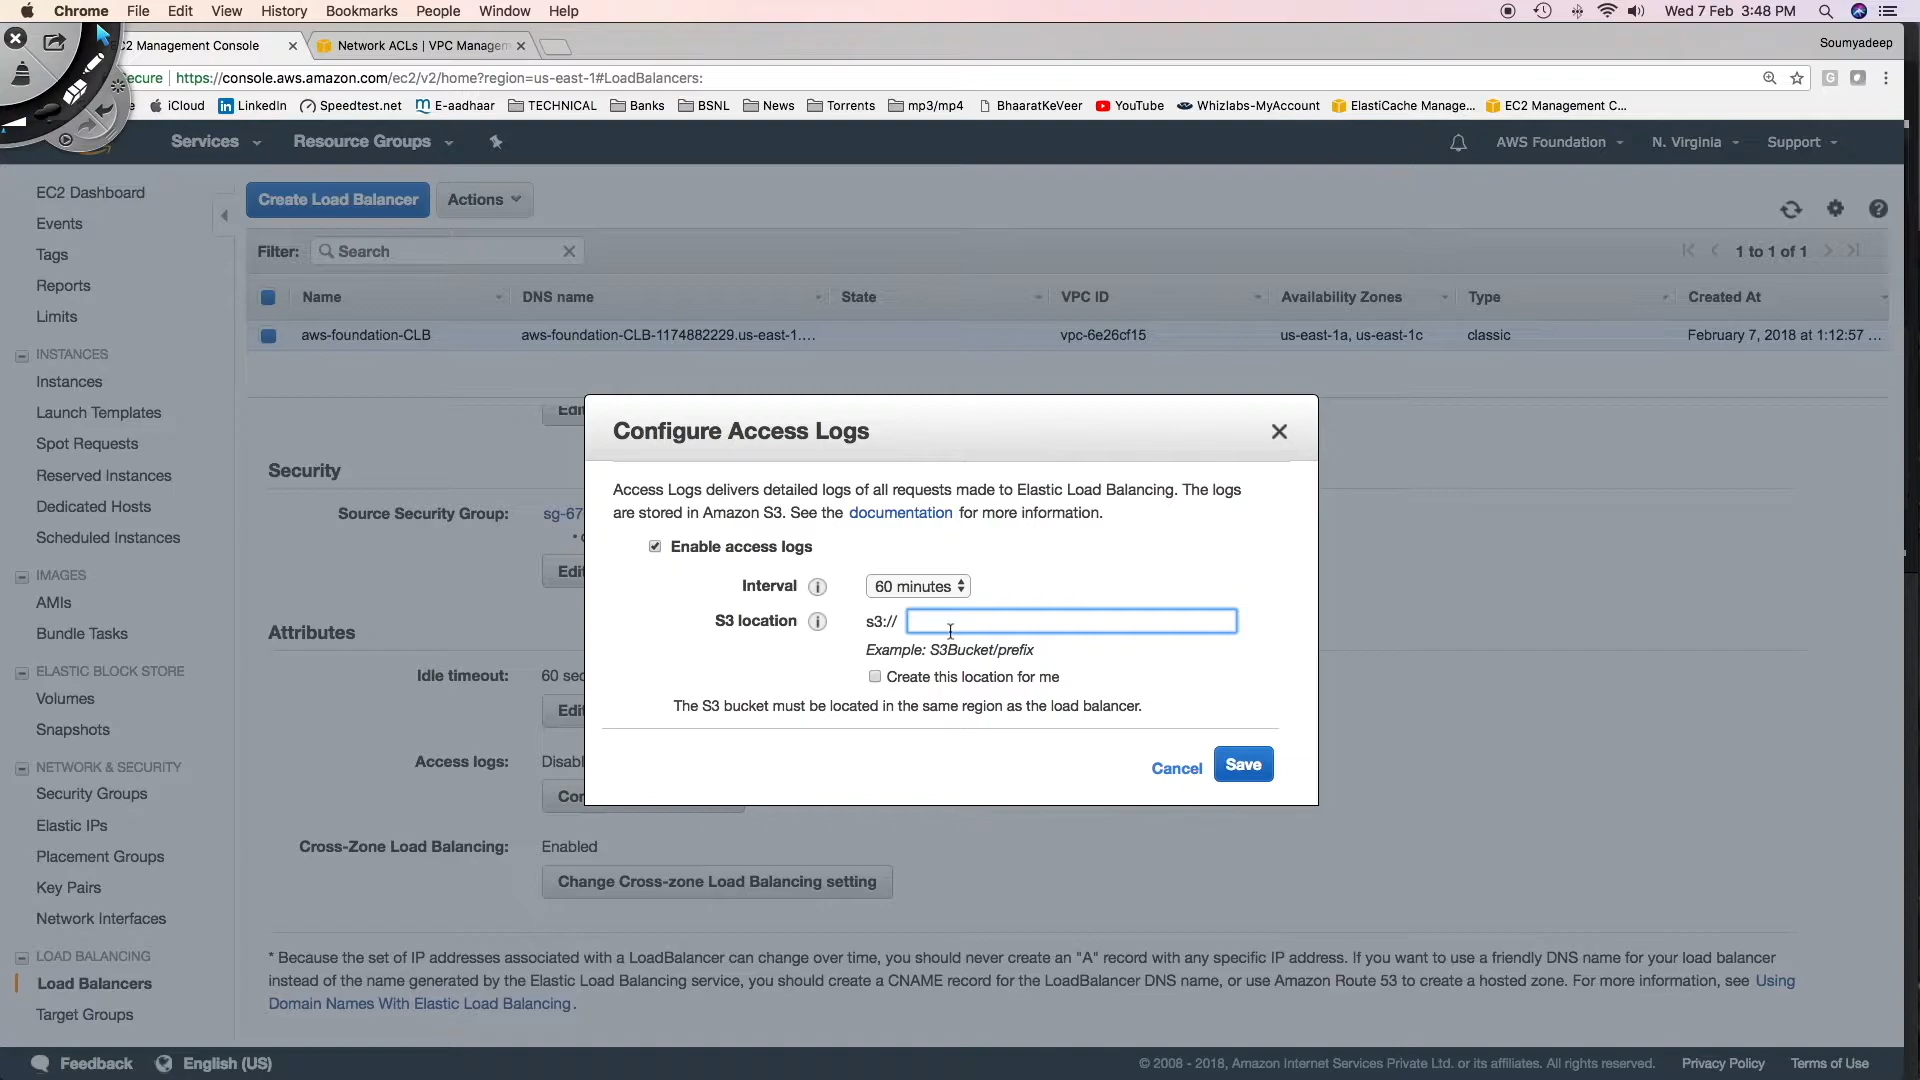 Chrome File Edit View History Bookmarks People Window Help Wed 7 Feb 3:48 PM
C2 Management Console Network ACLs | VPC Managem Soumyadeep
ecure https://console.aws.amazon.com/ec2/v2/home?region=us-east-1#LoadBalancers:
iCloud LinkedIn Speedtest.net E-aadhaar TECHNICAL Banks BSNL News Torrents mp3/mp4 BhaaratKeVeer YouTube Whizlabs-MyAccount ElastiCache Manage... EC2 Management C...
Services Resource Groups AWS Foundation N. Virginia Support
EC2 Dashboard
Events
Tags
Reports
Limits
INSTANCES
Instances
Launch Templates
Spot Requests
Reserved Instances
Dedicated Hosts
Scheduled Instances
IMAGES
AMIs
Bundle Tasks
ELASTIC BLOCK STORE
Volumes
Snapshots
NETWORK & SECURITY
Security Groups
Elastic IPs
Placement Groups
Key Pairs
Network Interfaces
LOAD BALANCING
Load Balancers
Target Groups
Create Load Balancer Actions
Filter: Search 1 to 1 of 1
Name DNS name State VPC ID Availability Zones Type Created At
aws-foundation-CLB aws-foundation-CLB-1174882229.us-east-1.... vpc-6e26cf15 us-east-1a, us-east-1c classic February 7, 2018 at 1:12:57 ...
Edi
Security
Source Security Group: sg-67
Edi
Attributes
Idle timeout: 60 sec
Edi
Access logs: Disabl
Con
Cross-Zone Load Balancing: Enabled
Change Cross-zone Load Balancing setting
Configure Access Logs
Access Logs delivers detailed logs of all requests made to Elastic Load Balancing. The logs
are stored in Amazon S3. See the documentation for more information.
Enable access logs
Interval 60 minutes
S3 location s3://
Example: S3Bucket/prefix
Create this location for me
The S3 bucket must be located in the same region as the load balancer.
Cancel Save
* Because the set of IP addresses associated with a LoadBalancer can change over time, you should never create an "A" record with any specific IP address. If you want to use a friendly DNS name for your load balancer
instead of the name generated by the Elastic Load Balancing service, you should create a CNAME record for the LoadBalancer DNS name, or use Amazon Route 53 to create a hosted zone. For more information, see Using
Domain Names With Elastic Load Balancing.
Feedback English (US) © 2008 - 2018, Amazon Internet Services Private Ltd. or its affiliates. All rights reserved. Privacy Policy Terms of Use